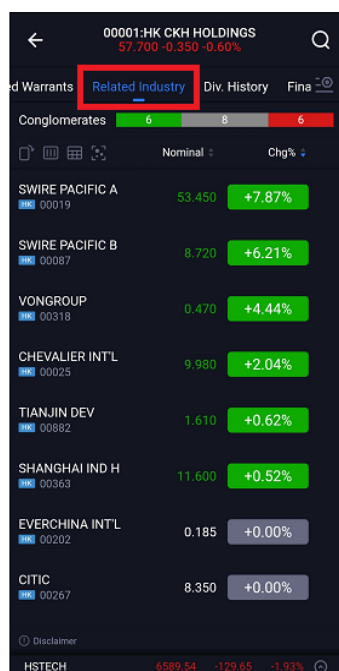 00001:HK CKH HOLDINGS
57.700 -0.350 -0.60%
ed Warrants Related Industry Div. History Fina
Conglomerates 6 8 6
Nominal Chg%
SWIRE PACIFIC A
HK 00019 53.450 +7.87%
SWIRE PACIFIC B
HK 00087 8.720 +6.21%
VONGROUP
HK 00318 0.470 +4.44%
CHEVALIER INT'L
HK 00025 9.980 +2.04%
TIANJIN DEV
HK 00882 1.610 +0.62%
SHANGHAI IND H
HK 00363 11.600 +0.52%
EVERCHINA INT'L
HK 00202 0.185 +0.00%
CITIC
HK 00267 8.350 +0.00%
Disclaimer
HSTECH 6589.54 -129.65 -1.93%